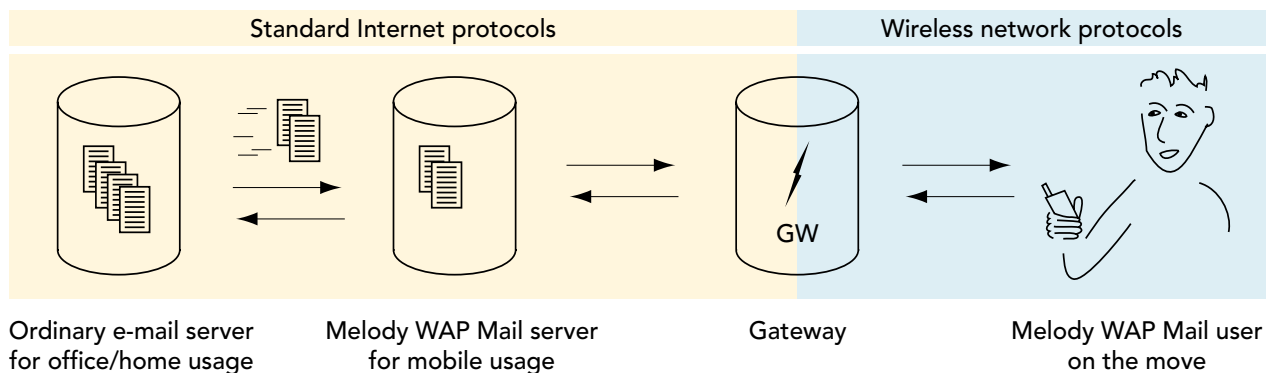 Standard Internet protocols
Wireless network protocols
GW
Ordinary e-mail server
for office/home usage
Melody WAP Mail server
for mobile usage
Gateway
Melody WAP Mail user
on the move